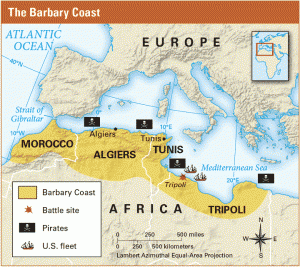 The Barbary Coast
ATLANTIC
OCEAN
EUROPE
40°N
Strait of
Gibraltar
10°W
0°
10°E
20°E
Algiers
Tunis
MOROCCO
ALGIERS
TUNIS
Mediterranean Sea
Tripoli
TRIPOLI
AFRICA
Barbary Coast
Battle site
Pirates
U.S. fleet
0 250 500 miles
0 250 500 kilometers
Lambert Azimuthal Equal-Area Projection
N
W E
S